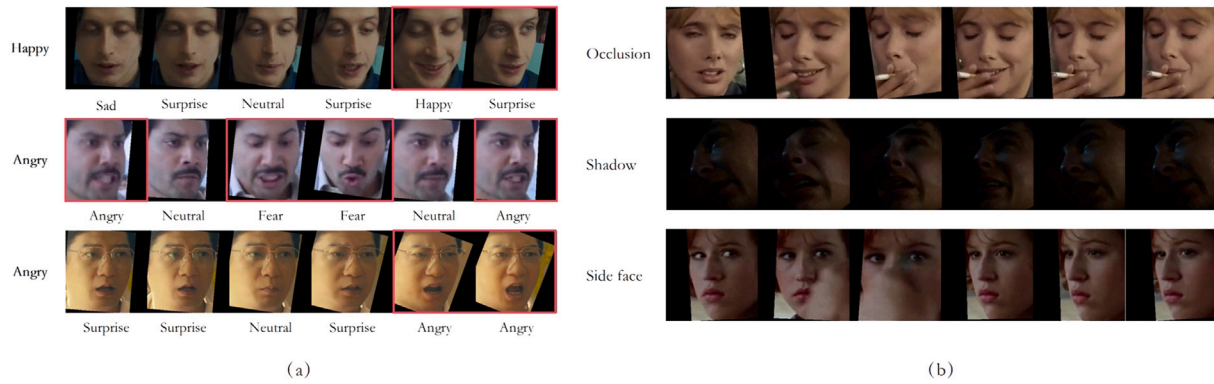 Happy
Sad Surprise Neutral Surprise Happy Surprise
Angry
Angry Neutral Fear Fear Neutral Angry
Angry
Surprise Surprise Neutral Surprise Angry Angry
(a)
Occlusion
Shadow
Side face
(b)